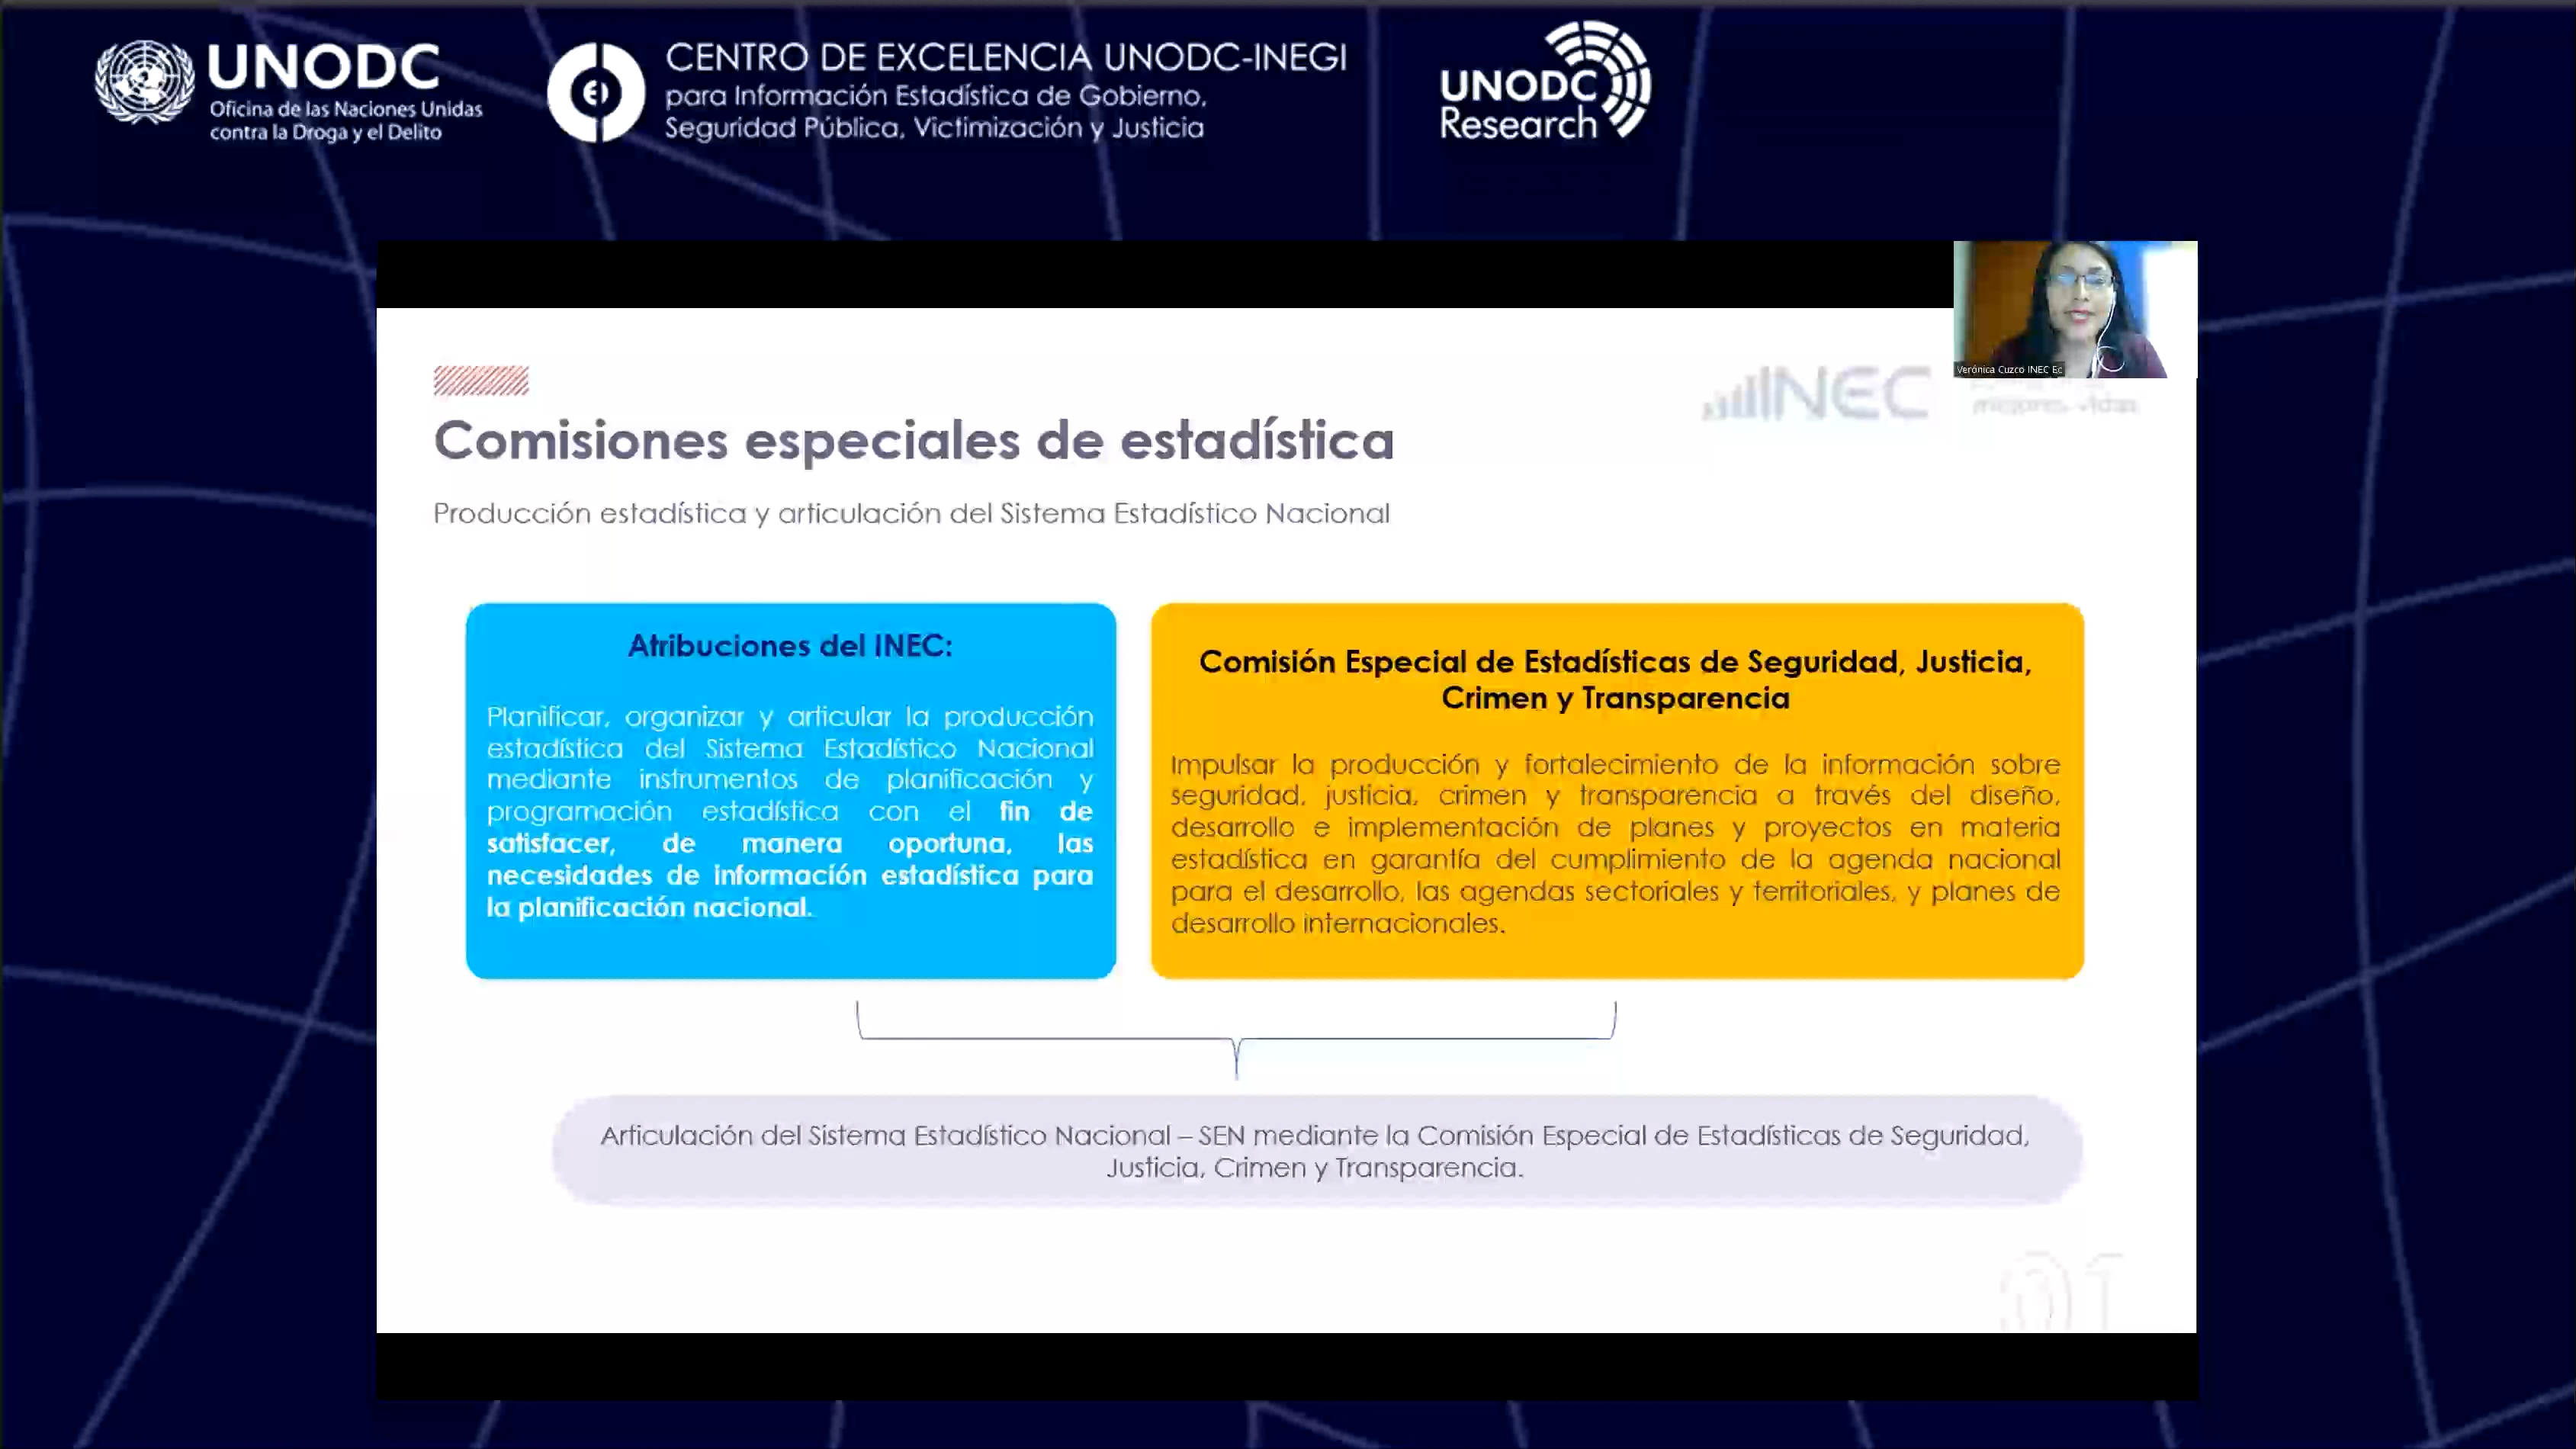 UNODC
Oficina de las Naciones Unidas
contra la Droga y el Delito
CENTRO DE EXCELENCIA UNODC-INEGI
para Información Estadística de Gobierno,
Seguridad Pública, Victimización y Justicia
UNODC
Research
Verónica Cuzco INEC Ec
INEC
mejores vidas
Comisiones especiales de estadística
Producción estadística y articulación del Sistema Estadístico Nacional
Atribuciones del INEC:
Planificar, organizar y articular la producción
estadística del Sistema Estadístico Nacional
mediante instrumentos de planificación y
programación estadística con el fin de
satisfacer, de manera oportuna, las
necesidades de información estadística para
la planificación nacional.
Comisión Especial de Estadísticas de Seguridad, Justicia,
Crimen y Transparencia
Impulsar la producción y fortalecimiento de la información sobre
seguridad, justicia, crimen y transparencia a través del diseño,
desarrollo e implementación de planes y proyectos en materia
estadística en garantía del cumplimiento de la agenda nacional
para el desarrollo, las agendas sectoriales y territoriales, y planes de
desarrollo internacionales.
Articulación del Sistema Estadístico Nacional – SEN mediante la Comisión Especial de Estadísticas de Seguridad,
Justicia, Crimen y Transparencia.
01